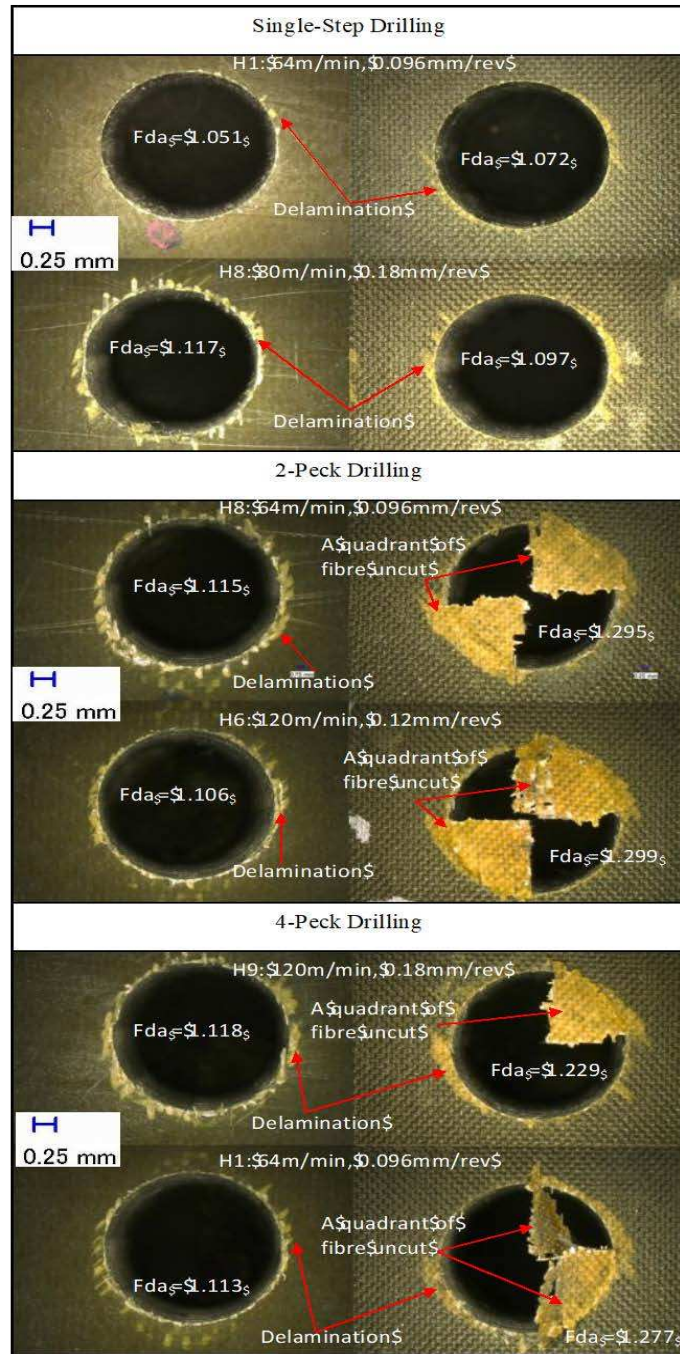 Single-Step Drilling
H1:$64m/min,$0.096mm/rev$
Fda$=$1.051$
Fda$=$1.072$
Delamination$
0.25 mm
H8:$80m/min,$0.18mm/rev$
Fda$=$1.117$
Fda$=$1.097$
Delamination$
2-Peck Drilling
H8:$64m/min,$0.096mm/rev$
A$quadrant$of$
fibre$uncut$
Fda$=$1.115$
Fda$=$1.295$
Delamination$
0.25 mm
H6:$120m/min,$0.12mm/rev$
A$quadrant$of$
fibre$uncut$
Fda$=$1.106$
Fda$=$1.299$
Delamination$
4-Peck Drilling
H9:$120m/min,$0.18mm/rev$
A$quadrant$of$
fibre$uncut$
Fda$=$1.118$
Fda$=$1.229$
Delamination$
0.25 mm
H1:$64m/min,$0.096mm/rev$
A$quadrant$of$
fibre$uncut$
Fda$=$1.113$
Delamination$
Fda$=$1.277$